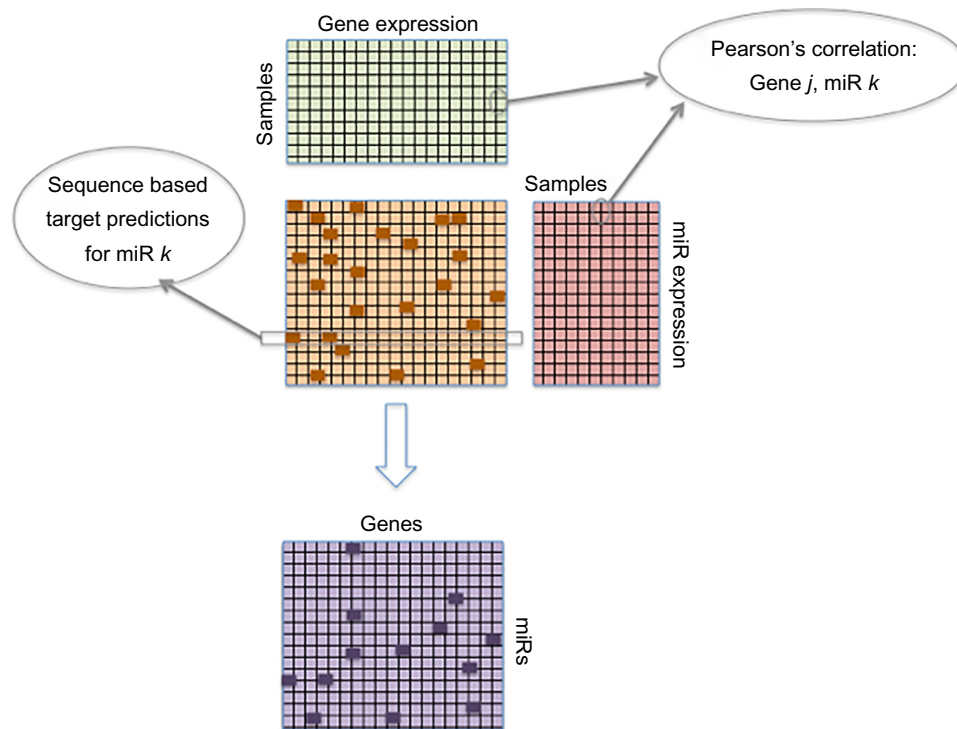 Gene expression
Samples
Pearson's correlation:
Gene j, miR k
Sequence based
target predictions
for miR k
Samples
miR expression
Genes
miRs